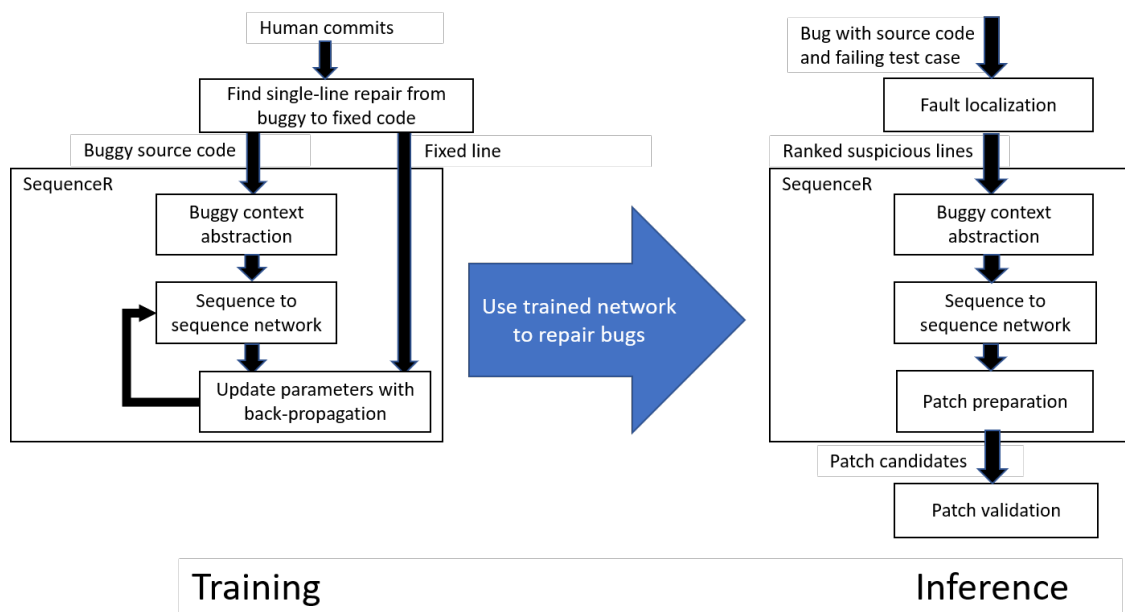 Human commits
Find single-line repair from
buggy to fixed code
Buggy source code
Fixed line
SequenceR
Buggy context
abstraction
Sequence to
sequence network
Update parameters with
back-propagation
Use trained network
to repair bugs
Bug with source code
and failing test case
Fault localization
Ranked suspicious lines
SequenceR
Buggy context
abstraction
Sequence to
sequence network
Patch preparation
Patch candidates
Patch validation
Training
Inference